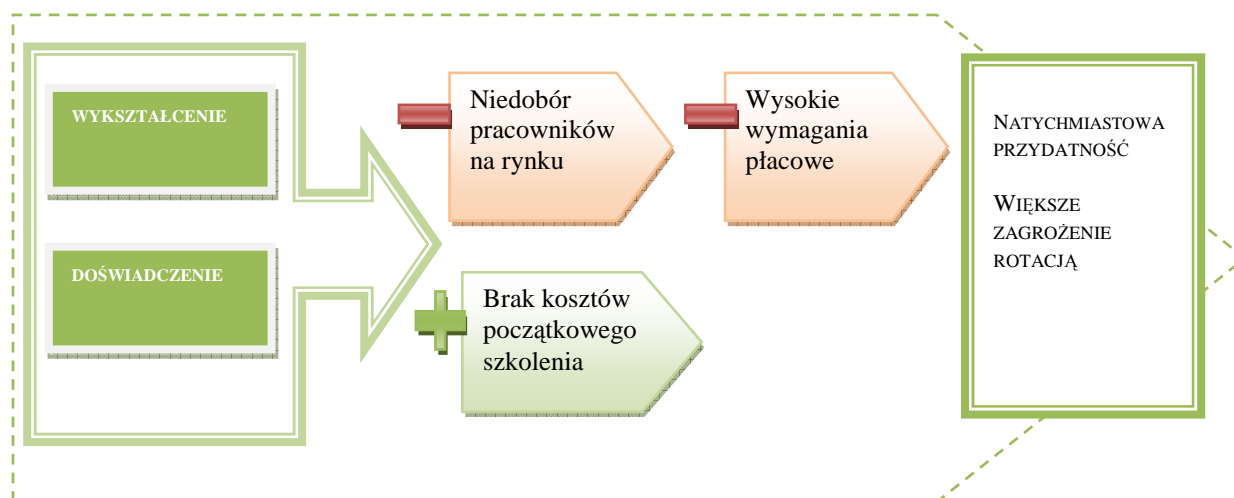 WYKSZTAŁCENIE
DOŚWIADCZENIE
Niedobór
pracowników
na rynku
Wysokie
wymagania
płacowe
Brak kosztów
początkowego
szkolenia
NATYCHMIASTOWA
PRZYDATNOŚĆ
WIĘKSZE
ZAGROŻENIE
ROTACJĄ